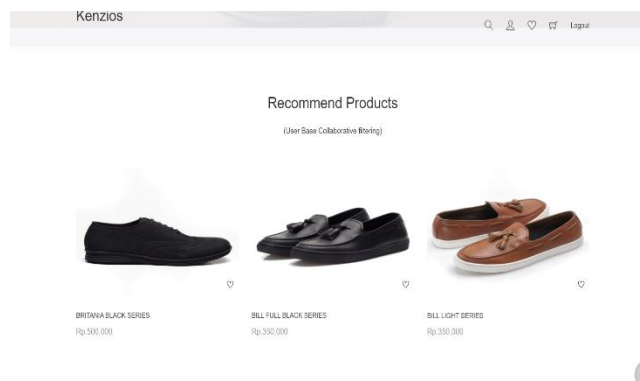 Kenzios
Logout
Recommend Products
(User Base Collaborative filtering)
BRITANIA BLACK SERIES
Rp.500,000
BILL FULL BLACK SERIES
Rp.350,000
BILL LIGHT SERIES
Rp.350,000